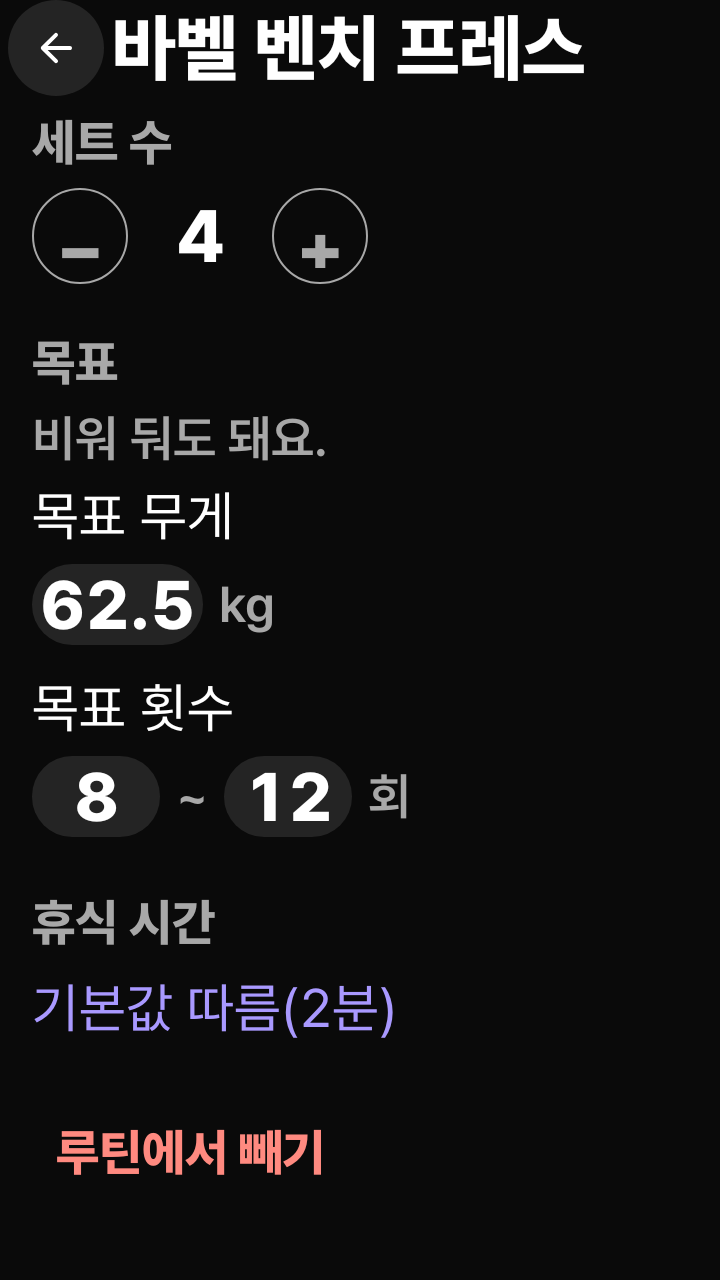 바벨 벤치 프레스
세트 수
− 4 +
목표
비워 둬도 돼요.
목표 무게
62.5 kg
목표 횟수
8 ~ 12 회
휴식 시간
기본값 따름(2분)
루틴에서 빼기